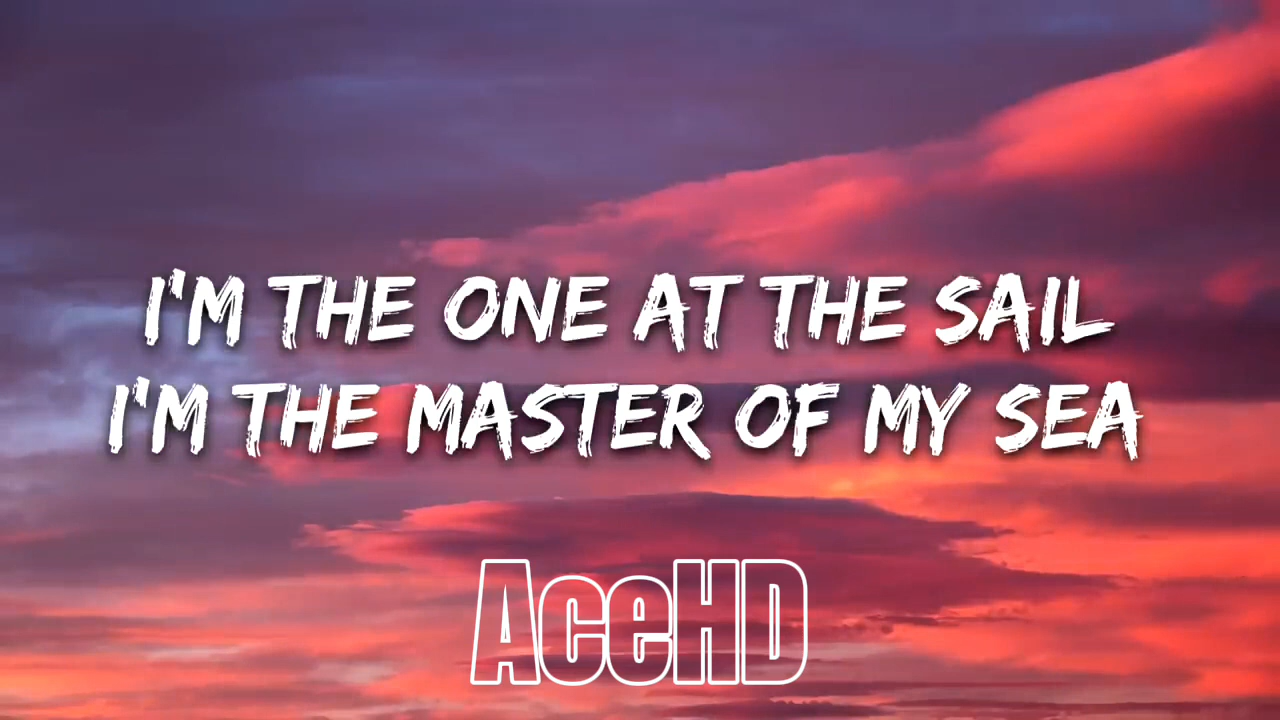 I'M THE ONE AT THE SAIL
I'M THE MASTER OF MY SEA
AceHD